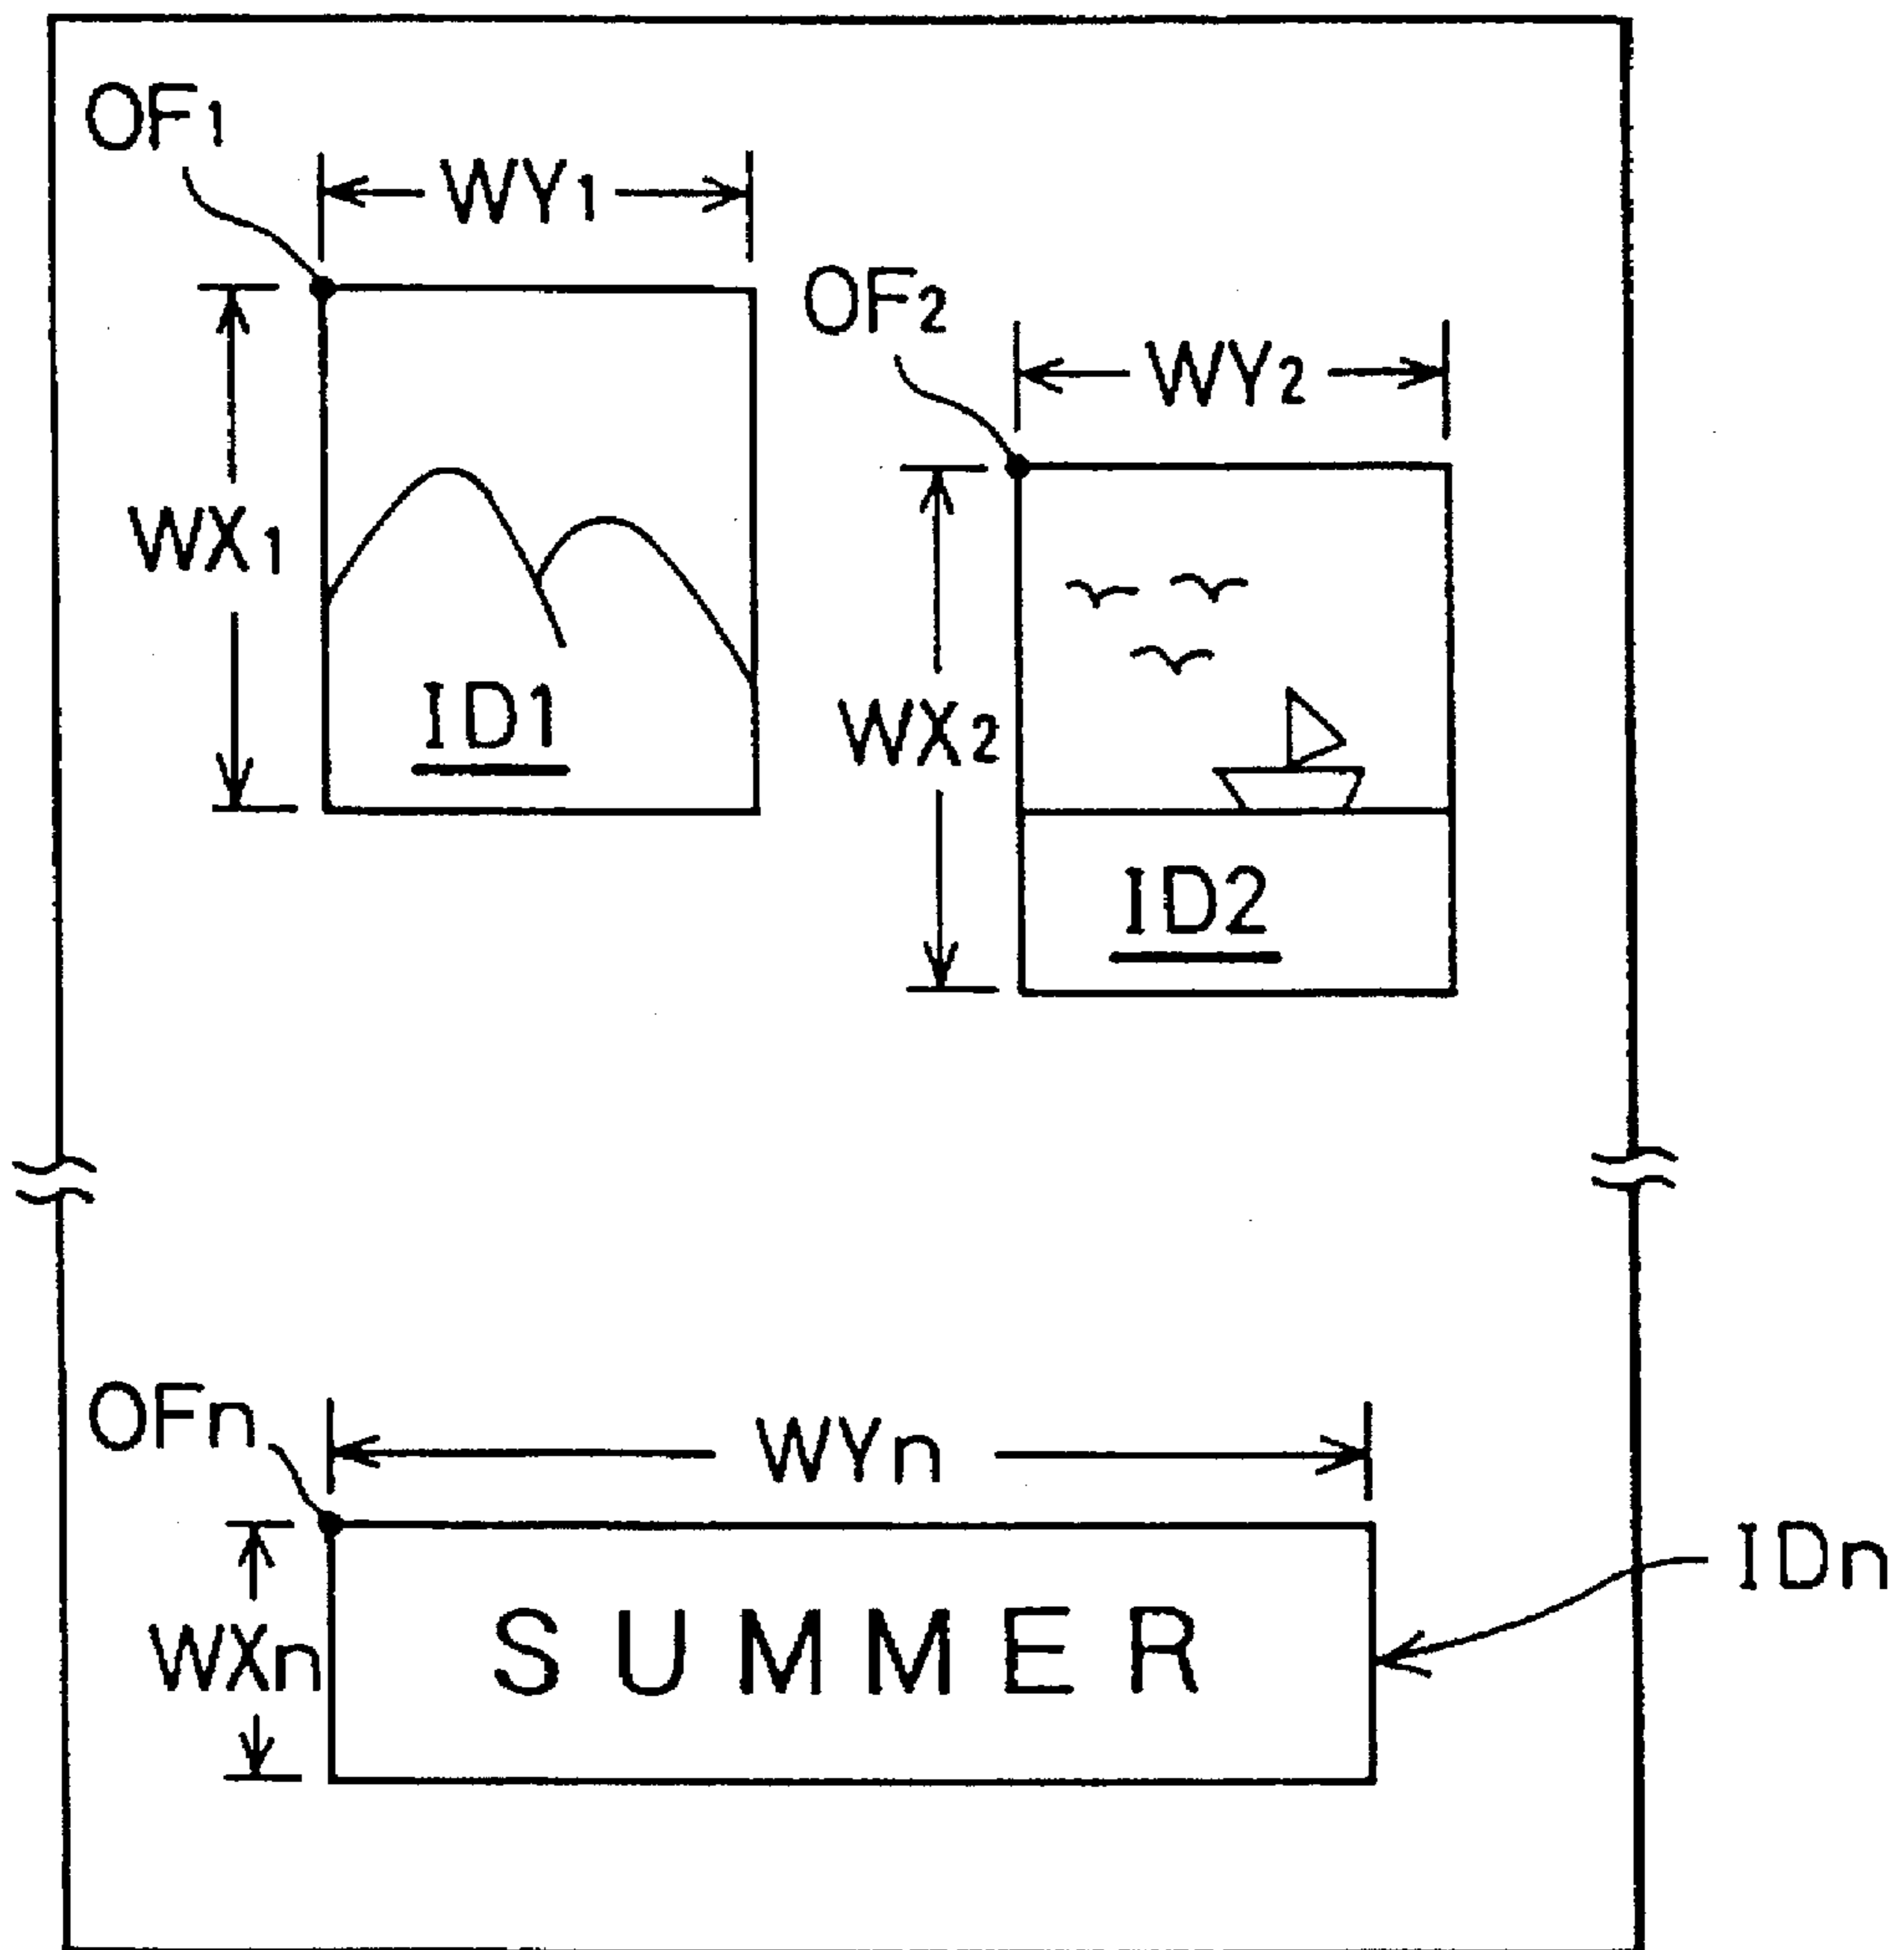 OF1
WY1
OF2
WY2
WX1
ID1
WX2
ID2
OFn
WYn
IDn
WXn
SUMMER